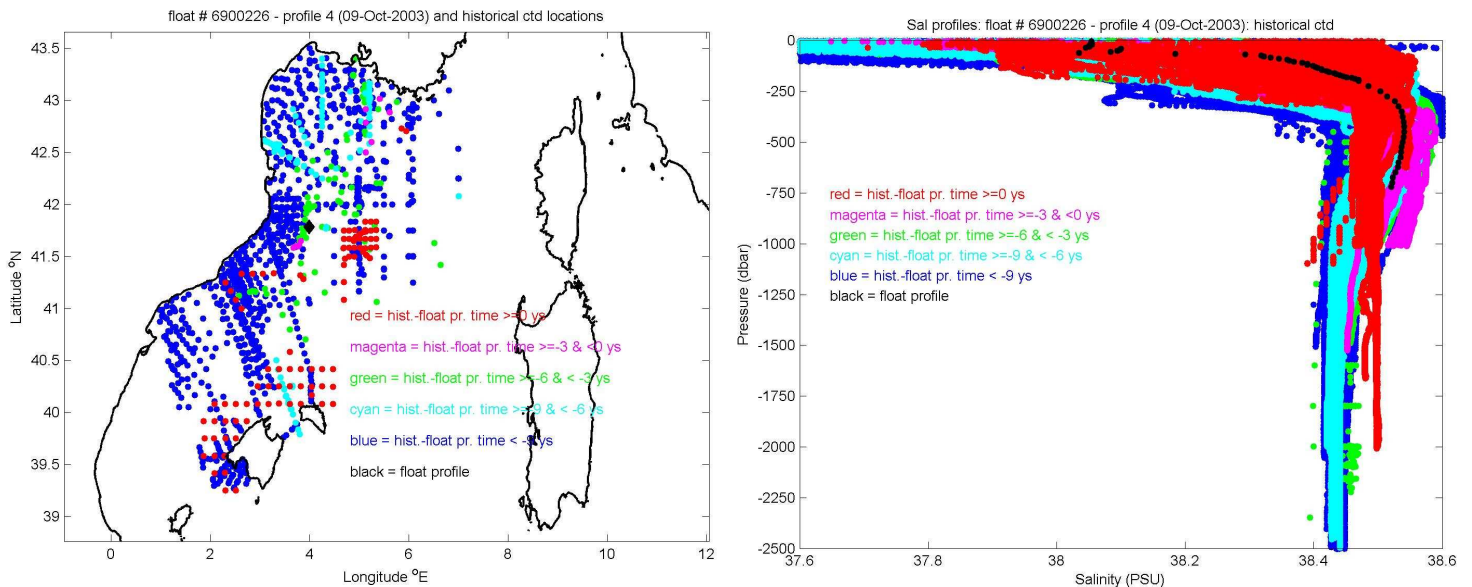 float # 6900226 - profile 4 (09-Oct-2003) and historical ctd locations
43.5
43
42.5
42
41.5
41
40.5
40
39.5
39
Latitude °N
red = hist.-float pr. time >=0 ys
magenta = hist.-float pr. time >=-3 & <0 ys
green = hist.-float pr. time >=-6 & < -3 ys
cyan = hist.-float pr. time >=-9 & < -6 ys
blue = hist.-float pr. time < -9 ys
black = float profile
0 2 4 6 8 10 12
Longitude °E
Sal profiles: float # 6900226 - profile 4 (09-Oct-2003): historical ctd
0
-250
-500
-750
-1000
-1250
-1500
-1750
-2000
-2250
-2500
Pressure (dbar)
red = hist.-float pr. time >=0 ys
magenta = hist.-float pr. time >=-3 & <0 ys
green = hist.-float pr. time >=-6 & < -3 ys
cyan = hist.-float pr. time >=-9 & < -6 ys
blue = hist.-float pr. time < -9 ys
black = float profile
37.6 37.8 38 38.2 38.4 38.6
Salinity (PSU)